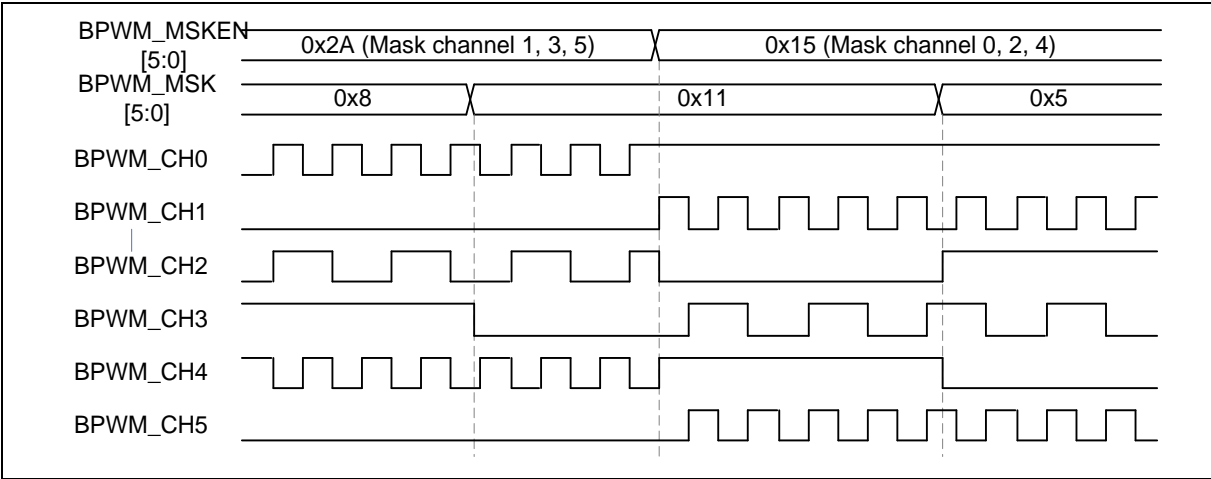 BPWM_MSKEN
[5:0]
0x2A (Mask channel 1, 3, 5)
0x15 (Mask channel 0, 2, 4)
BPWM_MSK
[5:0]
0x8
0x11
0x5
BPWM_CH0
BPWM_CH1
BPWM_CH2
BPWM_CH3
BPWM_CH4
BPWM_CH5